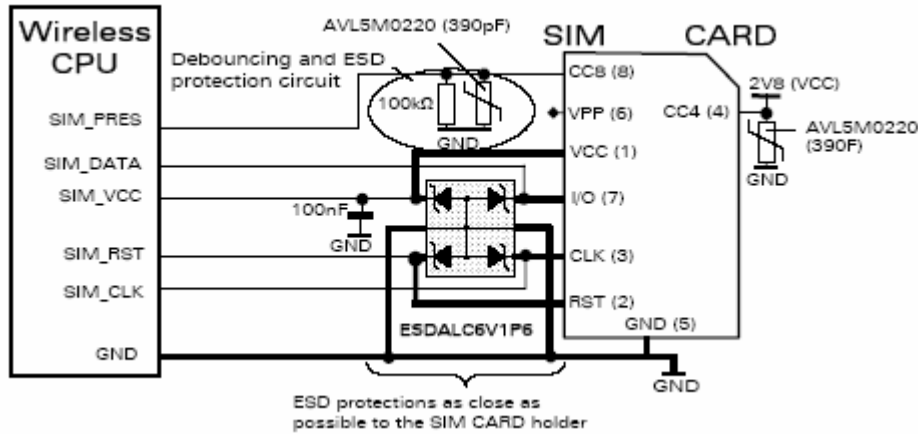 Wireless
CPU
AVL5M0220 (390pF)
SIM CARD
Debouncing and ESD
protection circuit
CC8 (8)
2V8 (VCC)
100kΩ
VPP (6)
CC4 (4)
SIM_PRES
AVL5M0220
(390F)
GND
VCC (1)
GND
SIM_DATA
SIM_VCC
I/O (7)
100nF
GND
SIM_RST
CLK (3)
SIM_CLK
RST (2)
ESDALC6V1P6
GND (5)
GND
GND
ESD protections as close as
possible to the SIM CARD holder